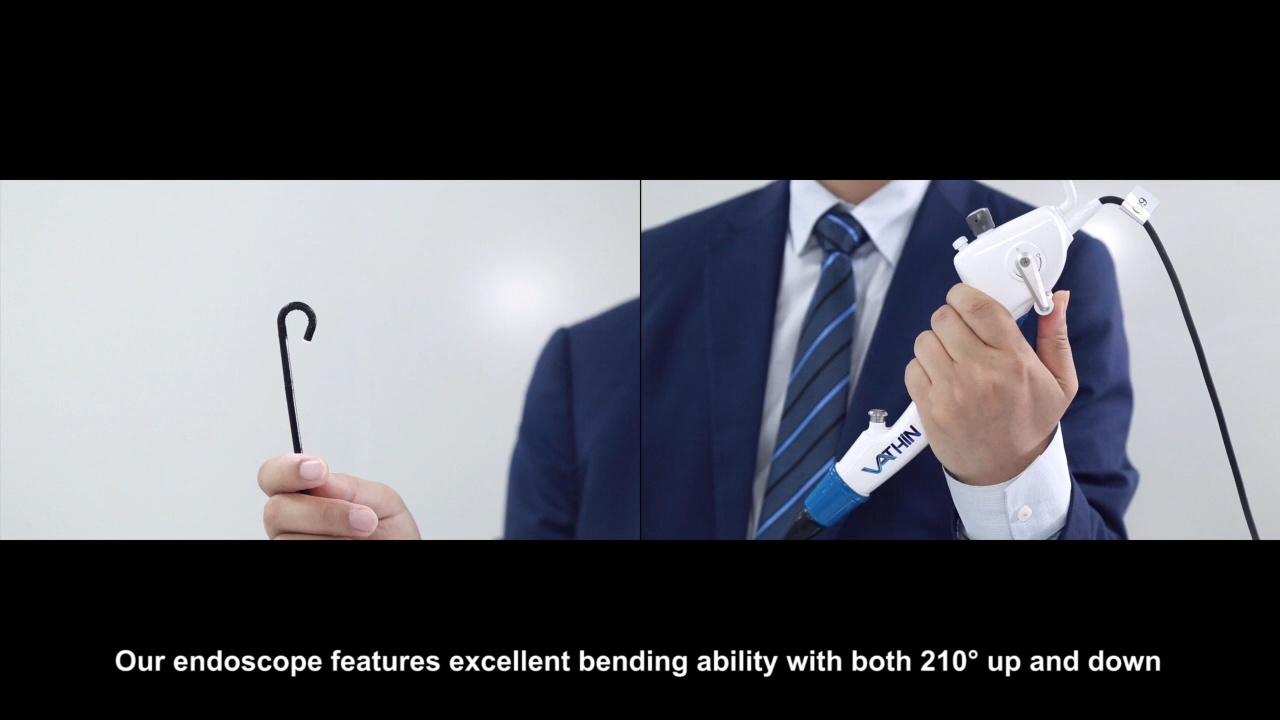 VATHIN
Our endoscope features excellent bending ability with both 210° up and down